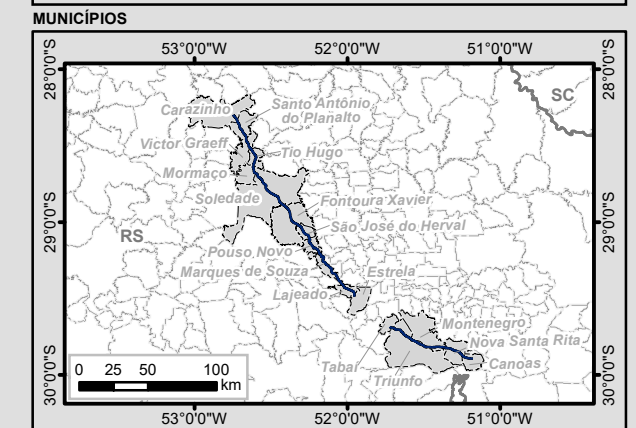 MUNICÍPIOS
53°0'0"W 52°0'0"W 51°0'0"W
28°0'0"S
28°0'0"S
SC
Carazinho
Santo Antônio
do Planalto
Victor Graeff
Tio Hugo
Mormaço
Soledade
Fontoura Xavier
29°0'0"S
29°0'0"S
RS
São José do Herval
Pouso Novo
Marques de Souza
Estrela
Lajeado
Montenegro
Nova Santa Rita
Tabaí
Canoas
Triunfo
0 25 50 100
km
30°0'0"S
30°0'0"S
53°0'0"W 52°0'0"W 51°0'0"W